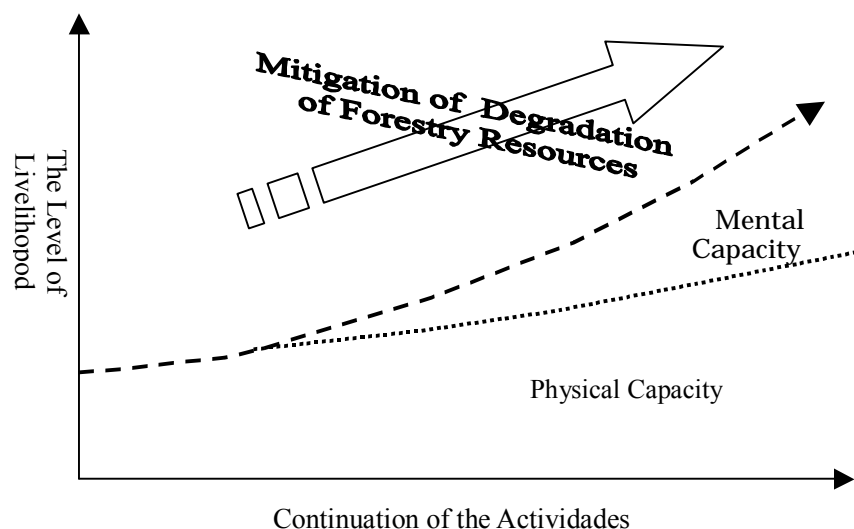 Mitigation of Degradation
of Forestry Resources
The Level of
Livelihopod
Mental
Capacity
Physical Capacity
Continuation of the Actividades